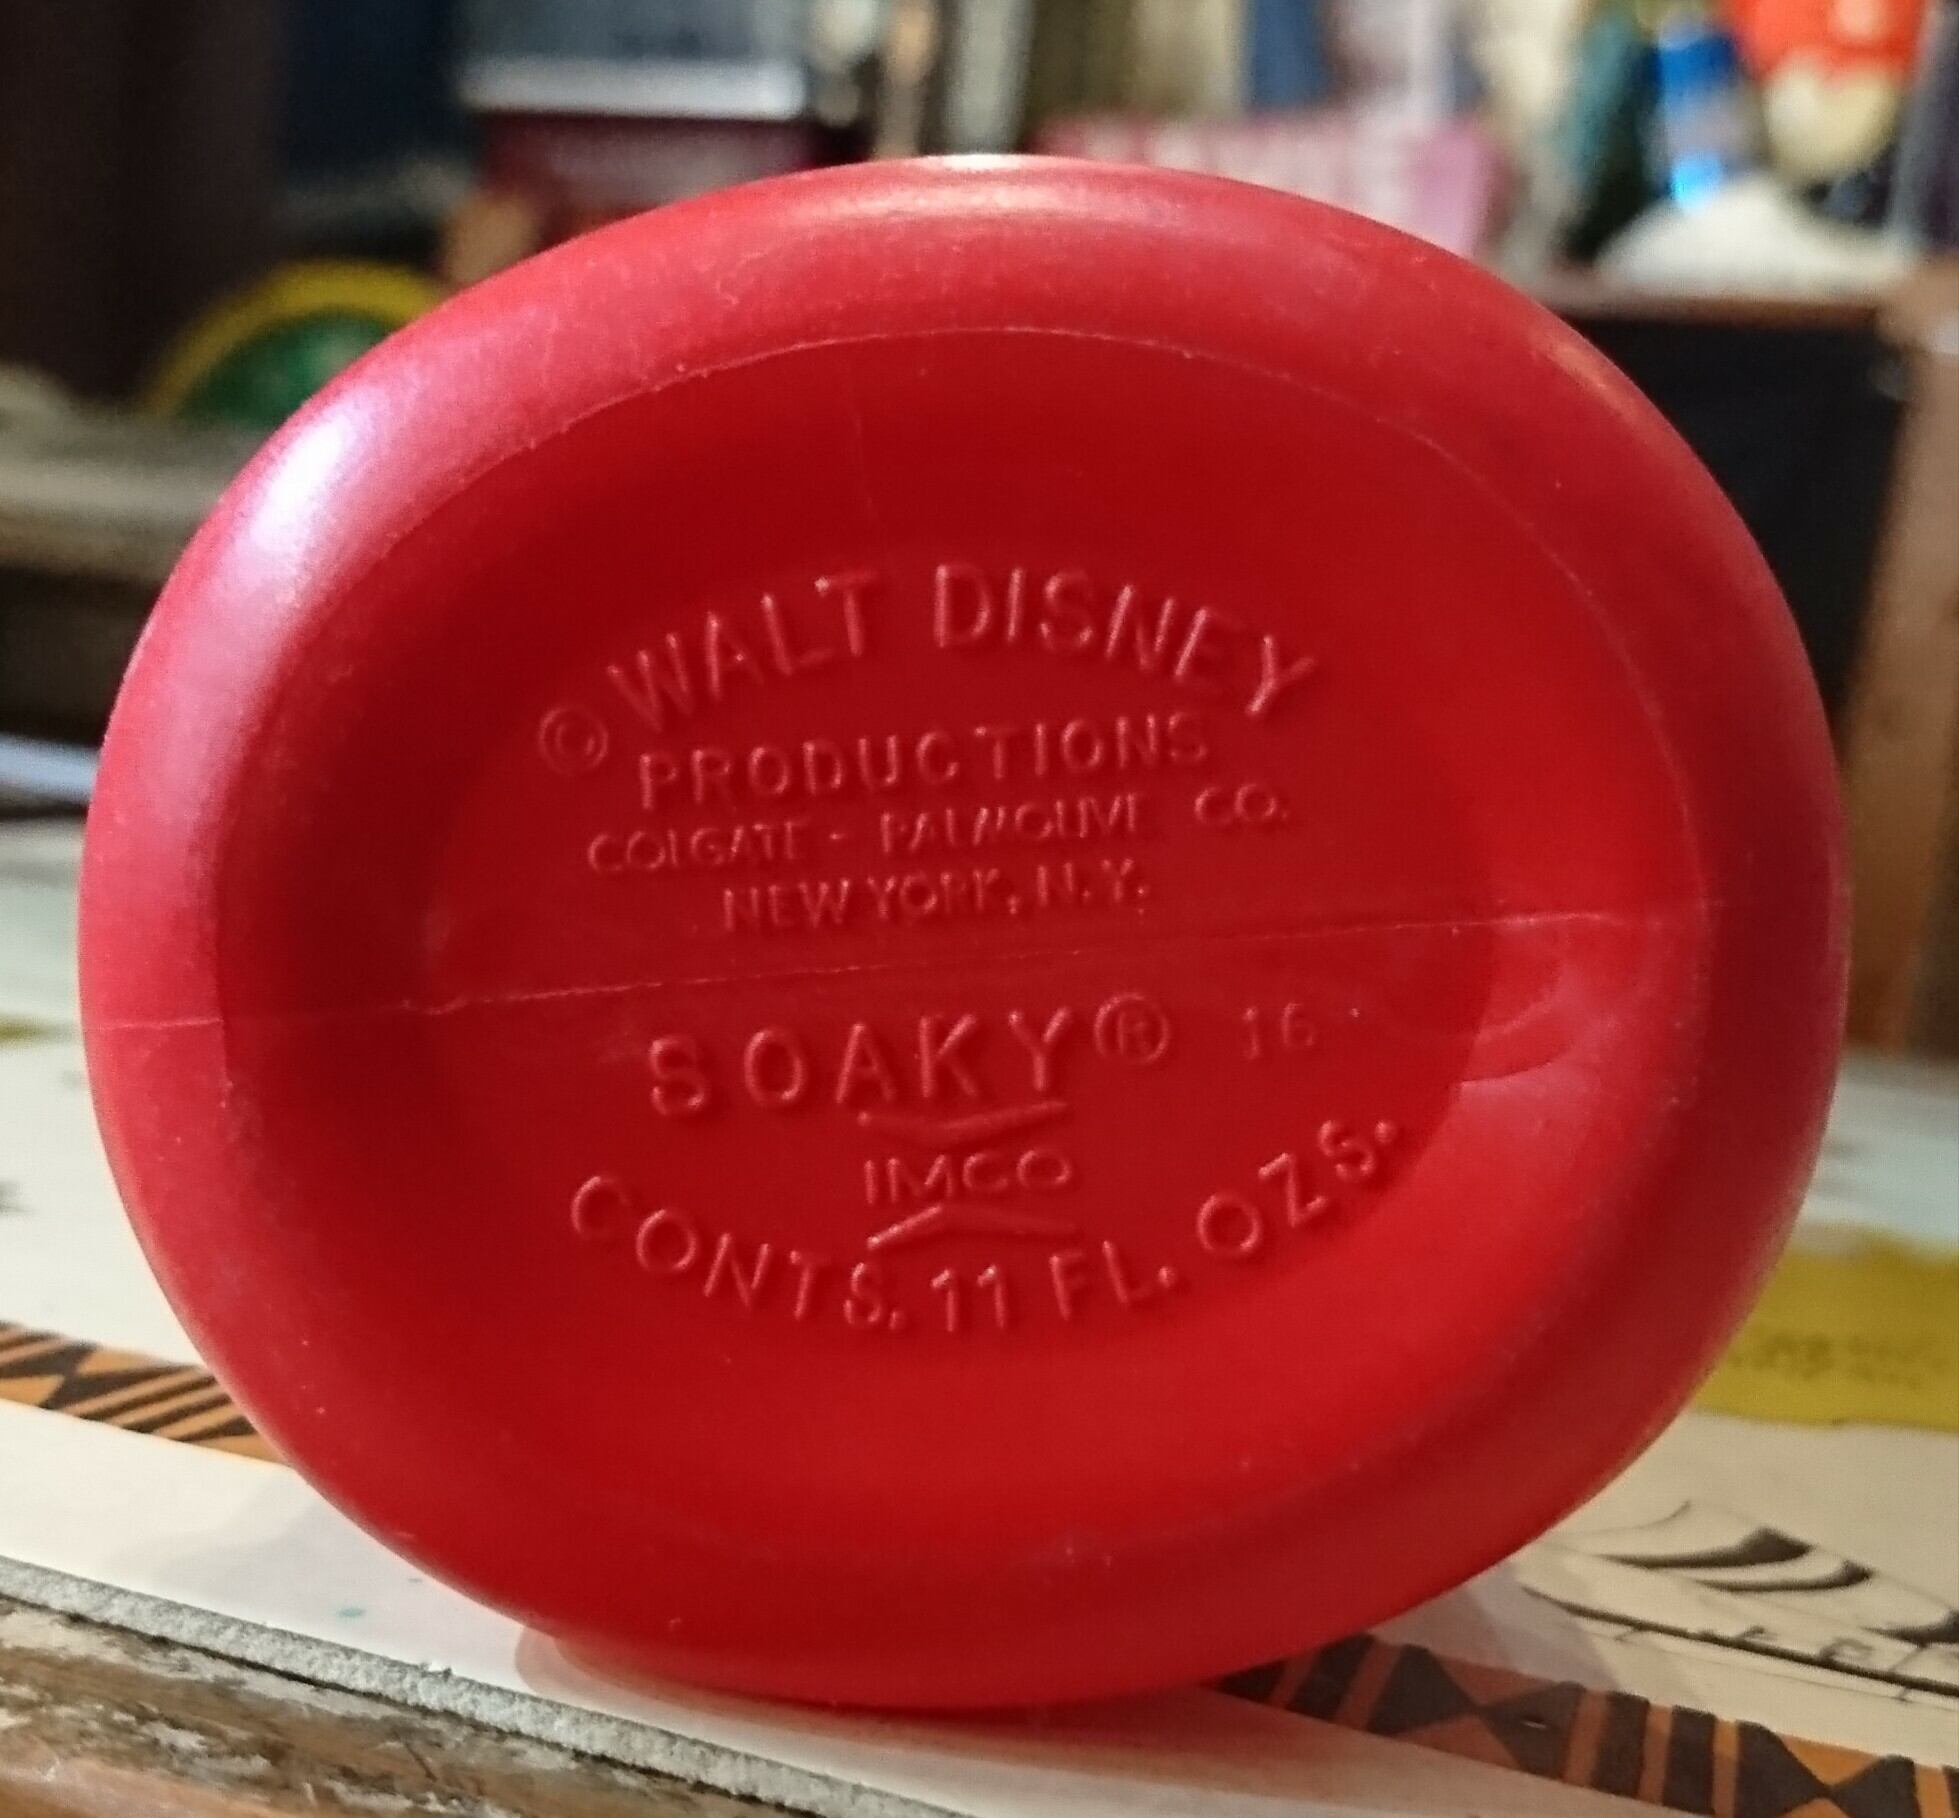 © WALT DISNEY
PRODUCTIONS
COLGATE - PALMOLIVE CO.
NEW YORK, N.Y.
SOAKY® 16
IMCO
CONTS. 11 FL. OZS.